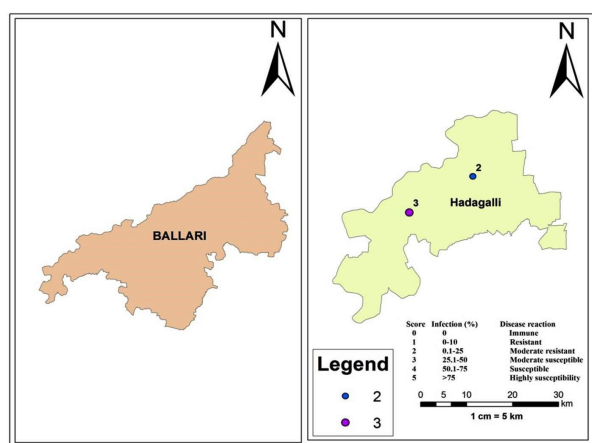 N
BALLARI
N
2
Hadagalli
3
Score Infection (%) Disease reaction
0 0 Immune
1 0-10 Resistant
2 0.1-25 Moderate resistant
3 25.1-50 Moderate susceptible
4 50.1-75 Susceptible
5 >75 Highly susceptibility
Legend
2
3
0 5 10 20 30
km
1 cm = 5 km